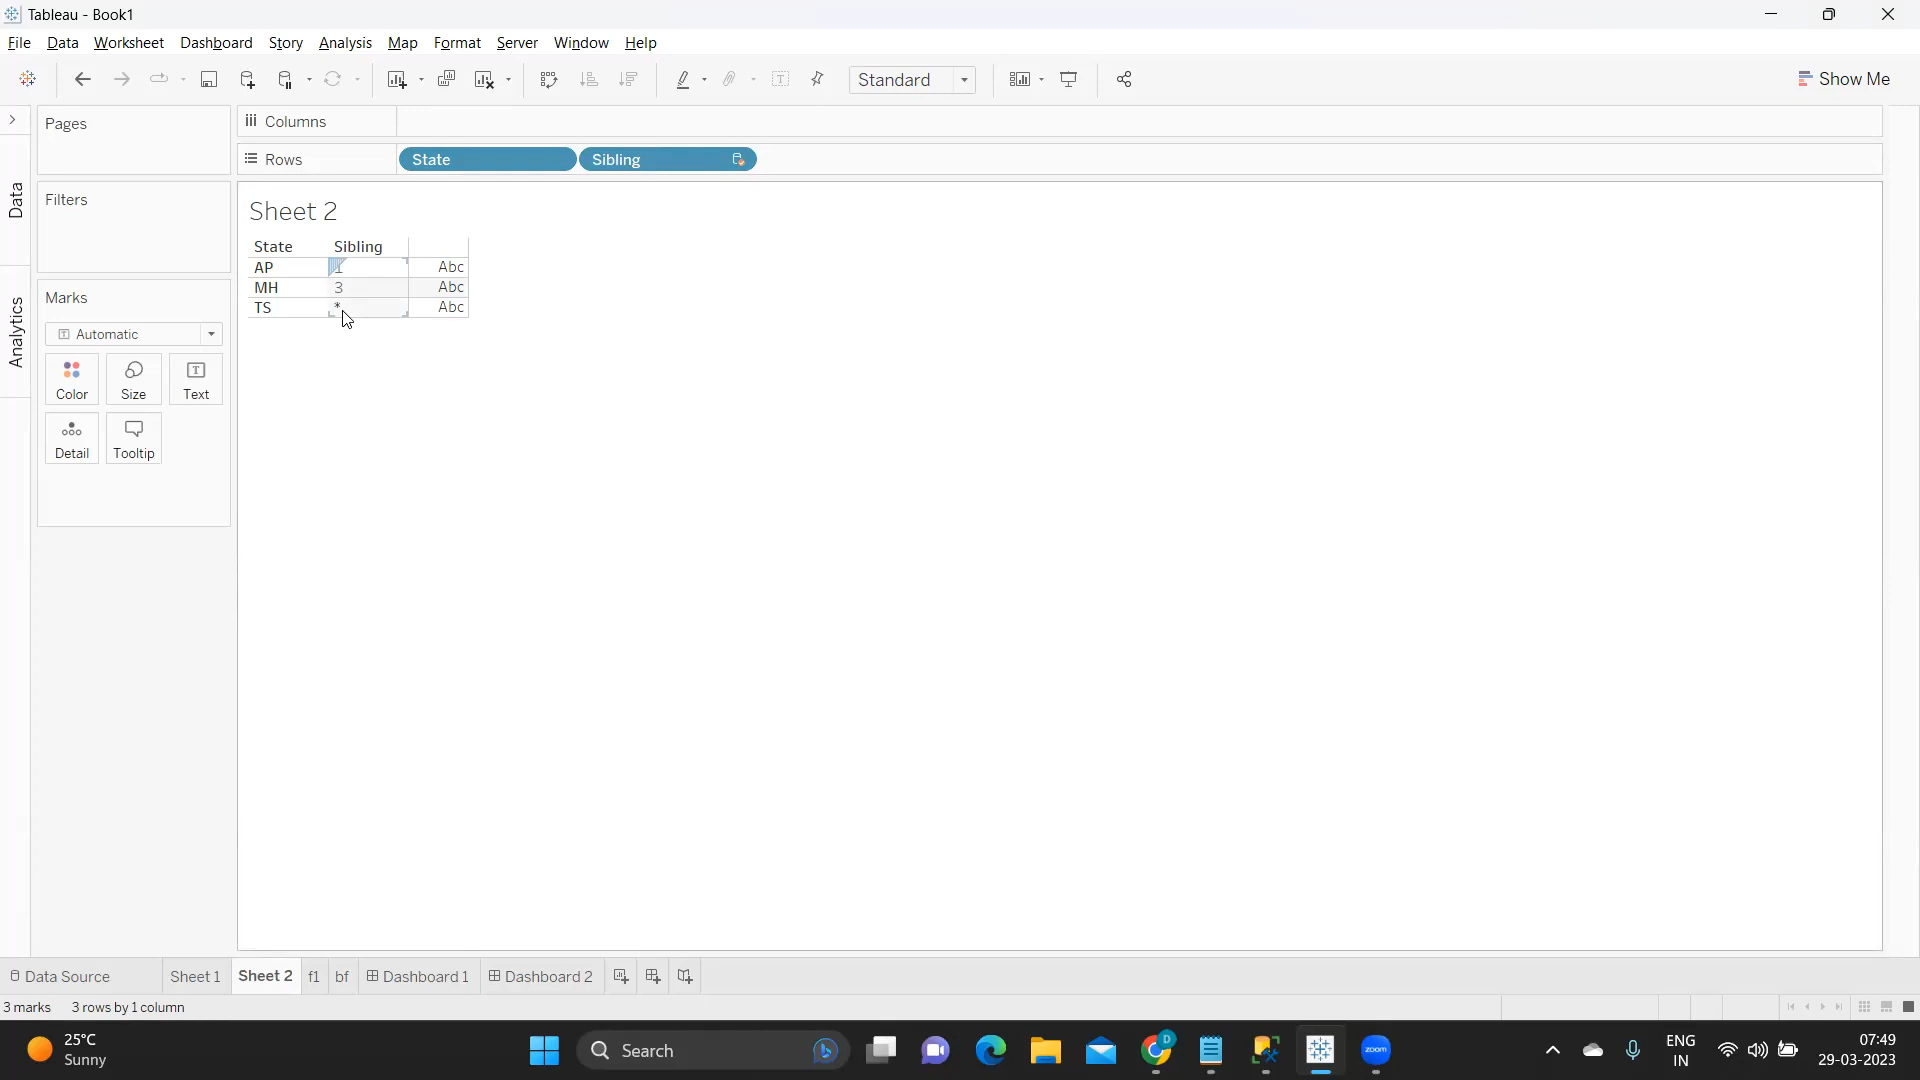 Tableau - Book1
File Data Worksheet Dashboard Story Analysis Map Format Server Window Help
Standard
Show Me
Pages
Columns
Rows
State
Sibling
Data
Analytics
Filters
Sheet 2
State Sibling
AP 1 Abc
MH 3 Abc
TS * Abc
Marks
T Automatic
Color Size Text
Detail Tooltip
Data Source Sheet 1 Sheet 2 f1 bf Dashboard 1 Dashboard 2
3 marks 3 rows by 1 column
25°C
Sunny
Search
D
zoom
ENG
IN
07:49
29-03-2023